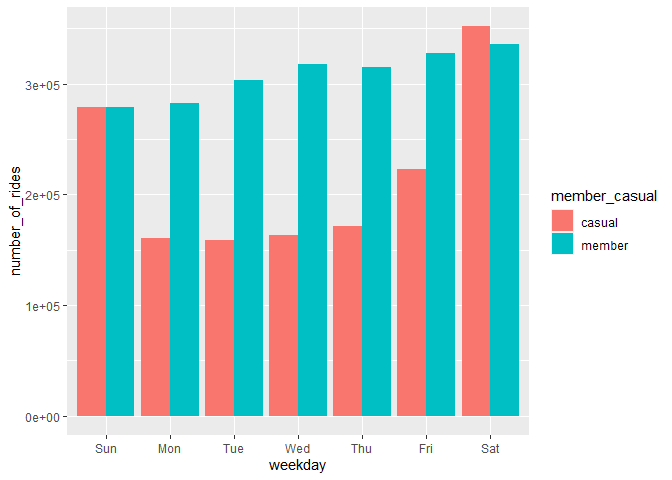 3e+05
2e+05
1e+05
0e+00
number_of_rides
Sun Mon Tue Wed Thu Fri Sat
weekday
member_casual
casual
member